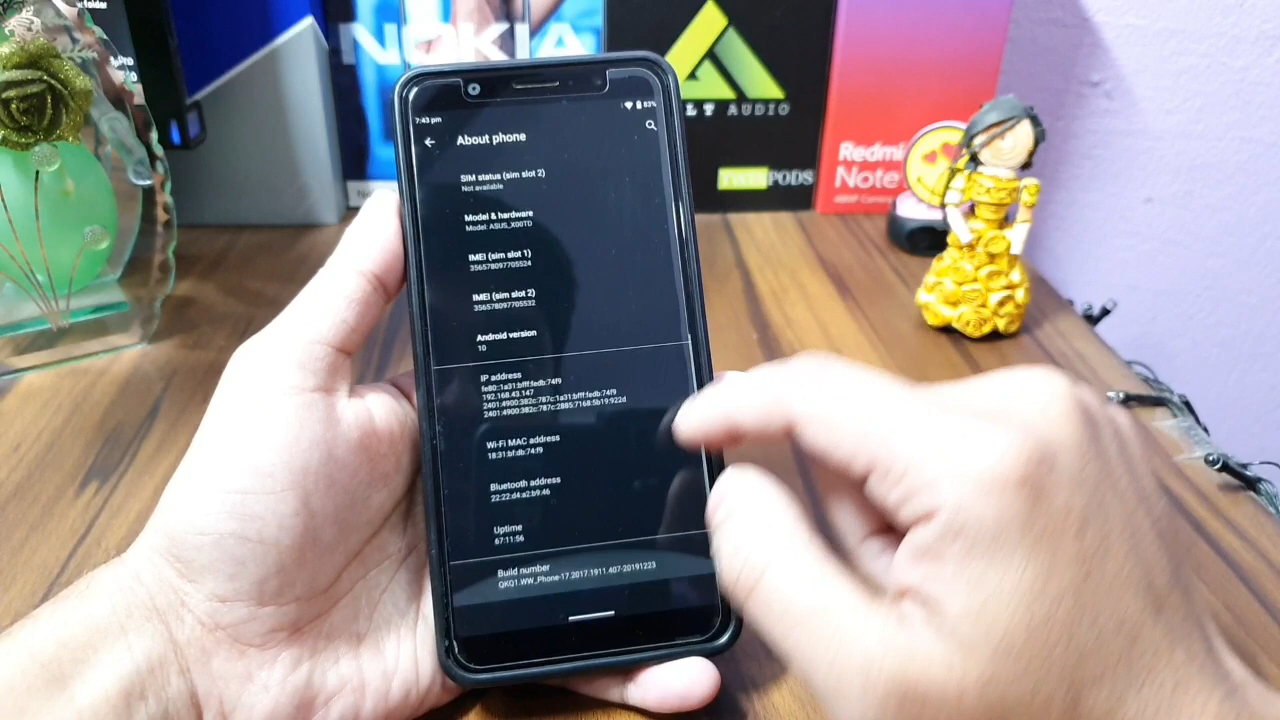 folder
NOKIA
LT AUDIO
TWINPODS
Redmi
Note
7:43 pm
83%
About phone
SIM status (sim slot 2)
Not available
Model & hardware
Model: ASUS_X00TD
IMEI (sim slot 1)
356578097705524
IMEI (sim slot 2)
356578097705532
Android version
10
IP address
fe80::1a31:bfff:fedb:74f9
192.168.43.147
2401:4900:382c:787c:1a31:bfff:fedb:74f9
2401:4900:382c:787c:2885:7168:5b19:922d
Wi-Fi MAC address
18:31:bf:db:74:f9
Bluetooth address
22:22:d4:a2:b9:46
Uptime
67:11:56
Build number
QKQ1.WW_Phone-17.2017.1911.407-20191223